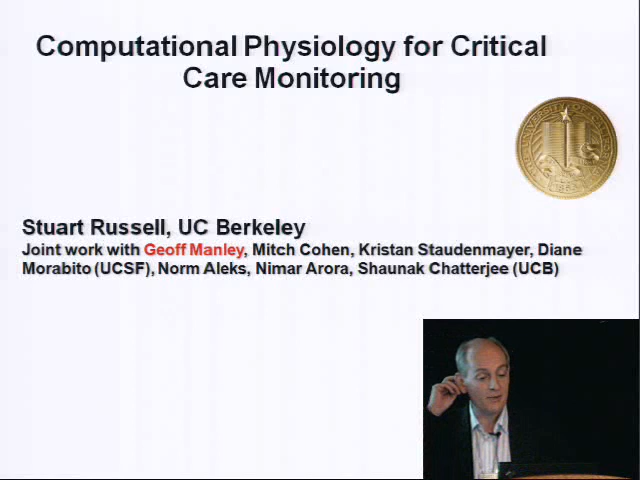 Computational Physiology for Critical
Care Monitoring
Stuart Russell, UC Berkeley
Joint work with Geoff Manley, Mitch Cohen, Kristan Staudenmayer, Diane
Morabito (UCSF), Norm Aleks, Nimar Arora, Shaunak Chatterjee (UCB)